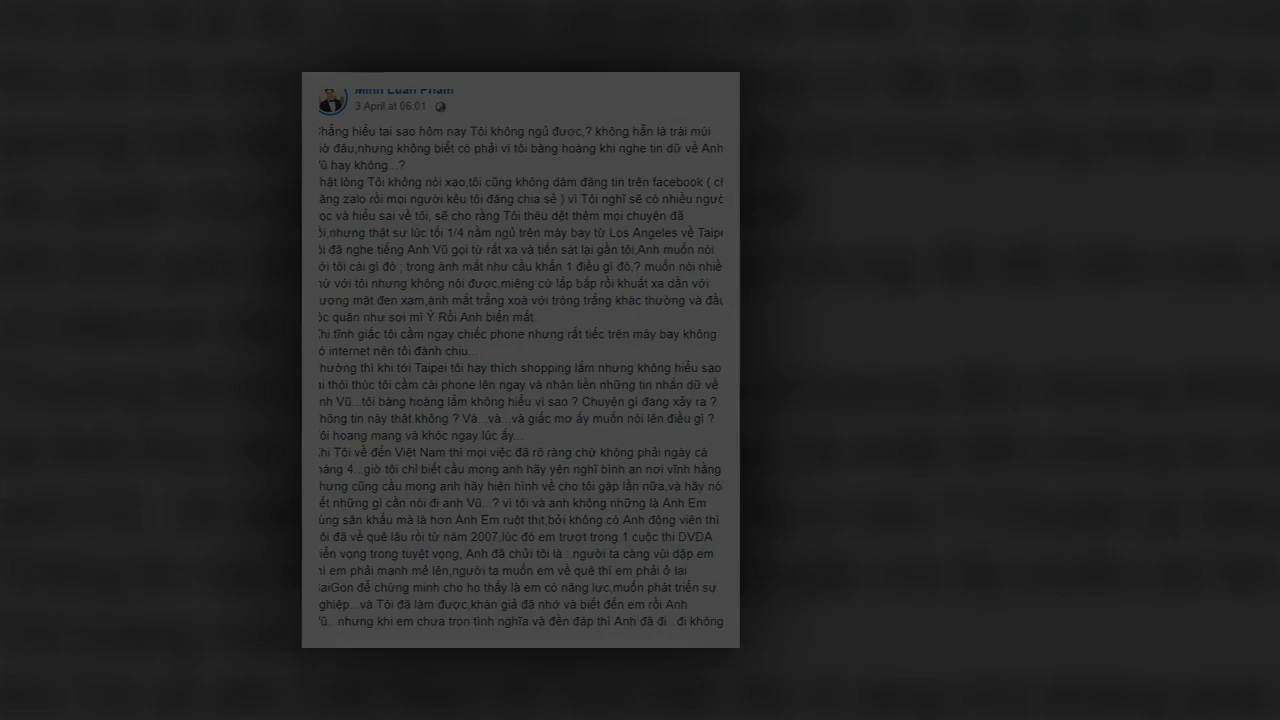 Minh Luan Pham
3 April at 06:01
hẳng hiểu tại sao hôm nay Tôi không ngủ được,? không hẳn là trái múi
iờ đâu,nhưng không biết có phải vì tôi bàng hoàng khi nghe tin dữ về Anh
Vũ hay không...?
hật lòng Tôi không nói xạo,tôi cũng không dám đăng tin trên facebook ( ch
ăng zalo rồi mọi người kêu tôi đăng chia sẻ ) vì Tôi nghĩ sẽ có nhiều ngườ
ọc và hiểu sai về tôi, sẽ cho rằng Tôi thêu dệt thêm mọi chuyện đã
ồi,nhưng thật sự lúc tối 1/4 nằm ngủ trên máy bay từ Los Angeles về Taipe
ôi đã nghe tiếng Anh Vũ gọi từ rất xa và tiến sát lại gần tôi,Anh muốn nói
ới tôi cái gì đó ; trong ánh mắt như cầu khẩn 1 điều gì đó,? muốn nói nhiề
hứ với tôi nhưng không nói được,miệng cứ lắp bắp rồi khuất xa dần với
ương mặt đen xạm,ánh mắt trắng xoá với tròng trắng khác thường và đầu
óc quăn như sợi mì Ý Rồi Anh biến mất.
hi tỉnh giấc tôi cầm ngay chiếc phone nhưng rất tiếc trên máy bay không
ó internet nên tôi đành chịu...
hường thì khi tới Taipei tôi hay thích shopping lắm nhưng không hiểu sao
ai thôi thúc tôi cầm cái phone lên ngay và nhận liền những tin nhắn dữ về
nh Vũ...tôi bàng hoàng lắm không hiểu vì sao ? Chuyện gì đang xảy ra ?
hông tin này thật không ? Và...và...và giấc mơ ấy muốn nói lên điều gì ?
ôi hoang mang và khóc ngay lúc ấy...
hi Tôi về đến Việt Nam thì mọi việc đã rõ ràng chứ không phải ngày cá
háng 4...giờ tôi chỉ biết cầu mong anh hãy yên nghĩ bình an nơi vĩnh hằng
hưng cũng cầu mong anh hãy hiện hình về cho tôi gặp lần nữa,và hãy nói
ết những gì cần nói đi anh Vũ...? vì tôi và anh không những là Anh Em
ùng sân khấu mà là hơn Anh Em ruột thịt,bởi không có Anh động viên thì
ôi đã về quê lâu rồi từ năm 2007,lúc đó em trượt trong 1 cuộc thi DVDA
iễn vọng trong tuyệt vọng, Anh đã chửi tôi là : người ta càng vùi dập em
hì em phải mạnh mẽ lên,người ta muốn em về quê thì em phải ở lại
aiGon để chứng minh cho họ thấy là em có năng lực,muốn phát triển sự
ghiệp...và Tôi đã làm được,khán giả đã nhớ và biết đến em rồi Anh
Vũ...nhưng khi em chưa trọn tình nghĩa và đền đáp thì Anh đã đi...đi không